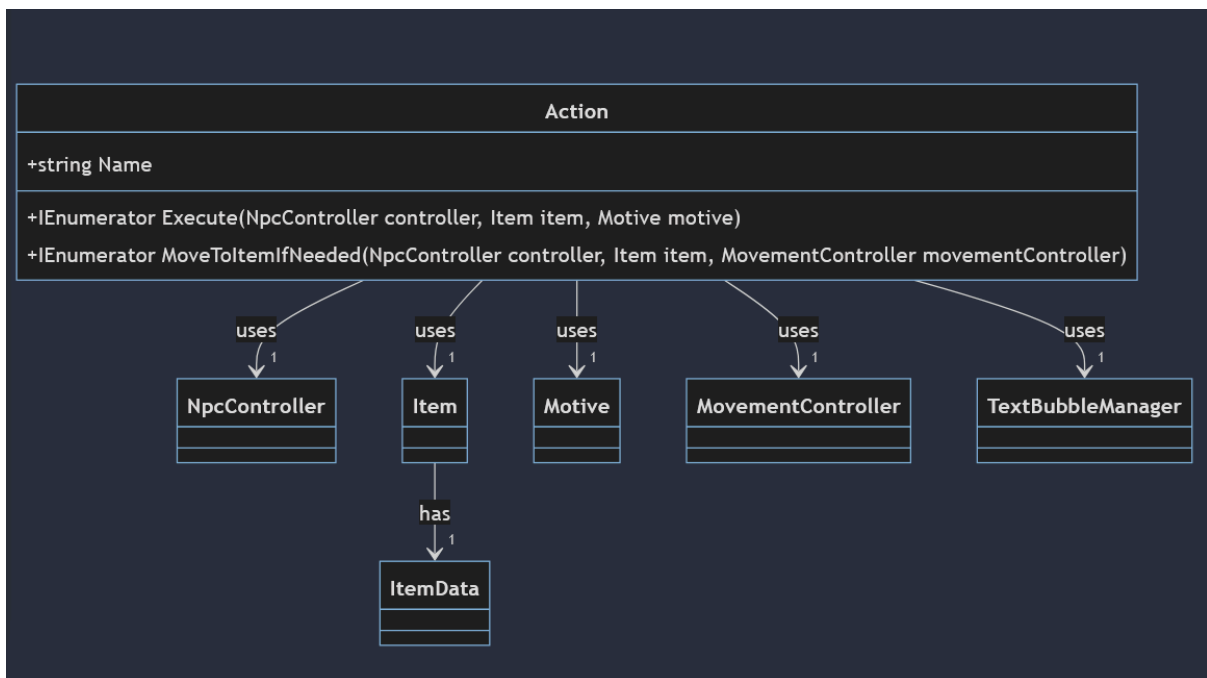 Action
+string Name
+IEnumerator Execute(NpcController controller, Item item, Motive motive)
+IEnumerator MoveToItemIfNeeded(NpcController controller, Item item, MovementController movementController)
uses uses uses uses uses
1 1 1 1 1
NpcController Item Motive MovementController TextBubbleManager
has
1
ItemData